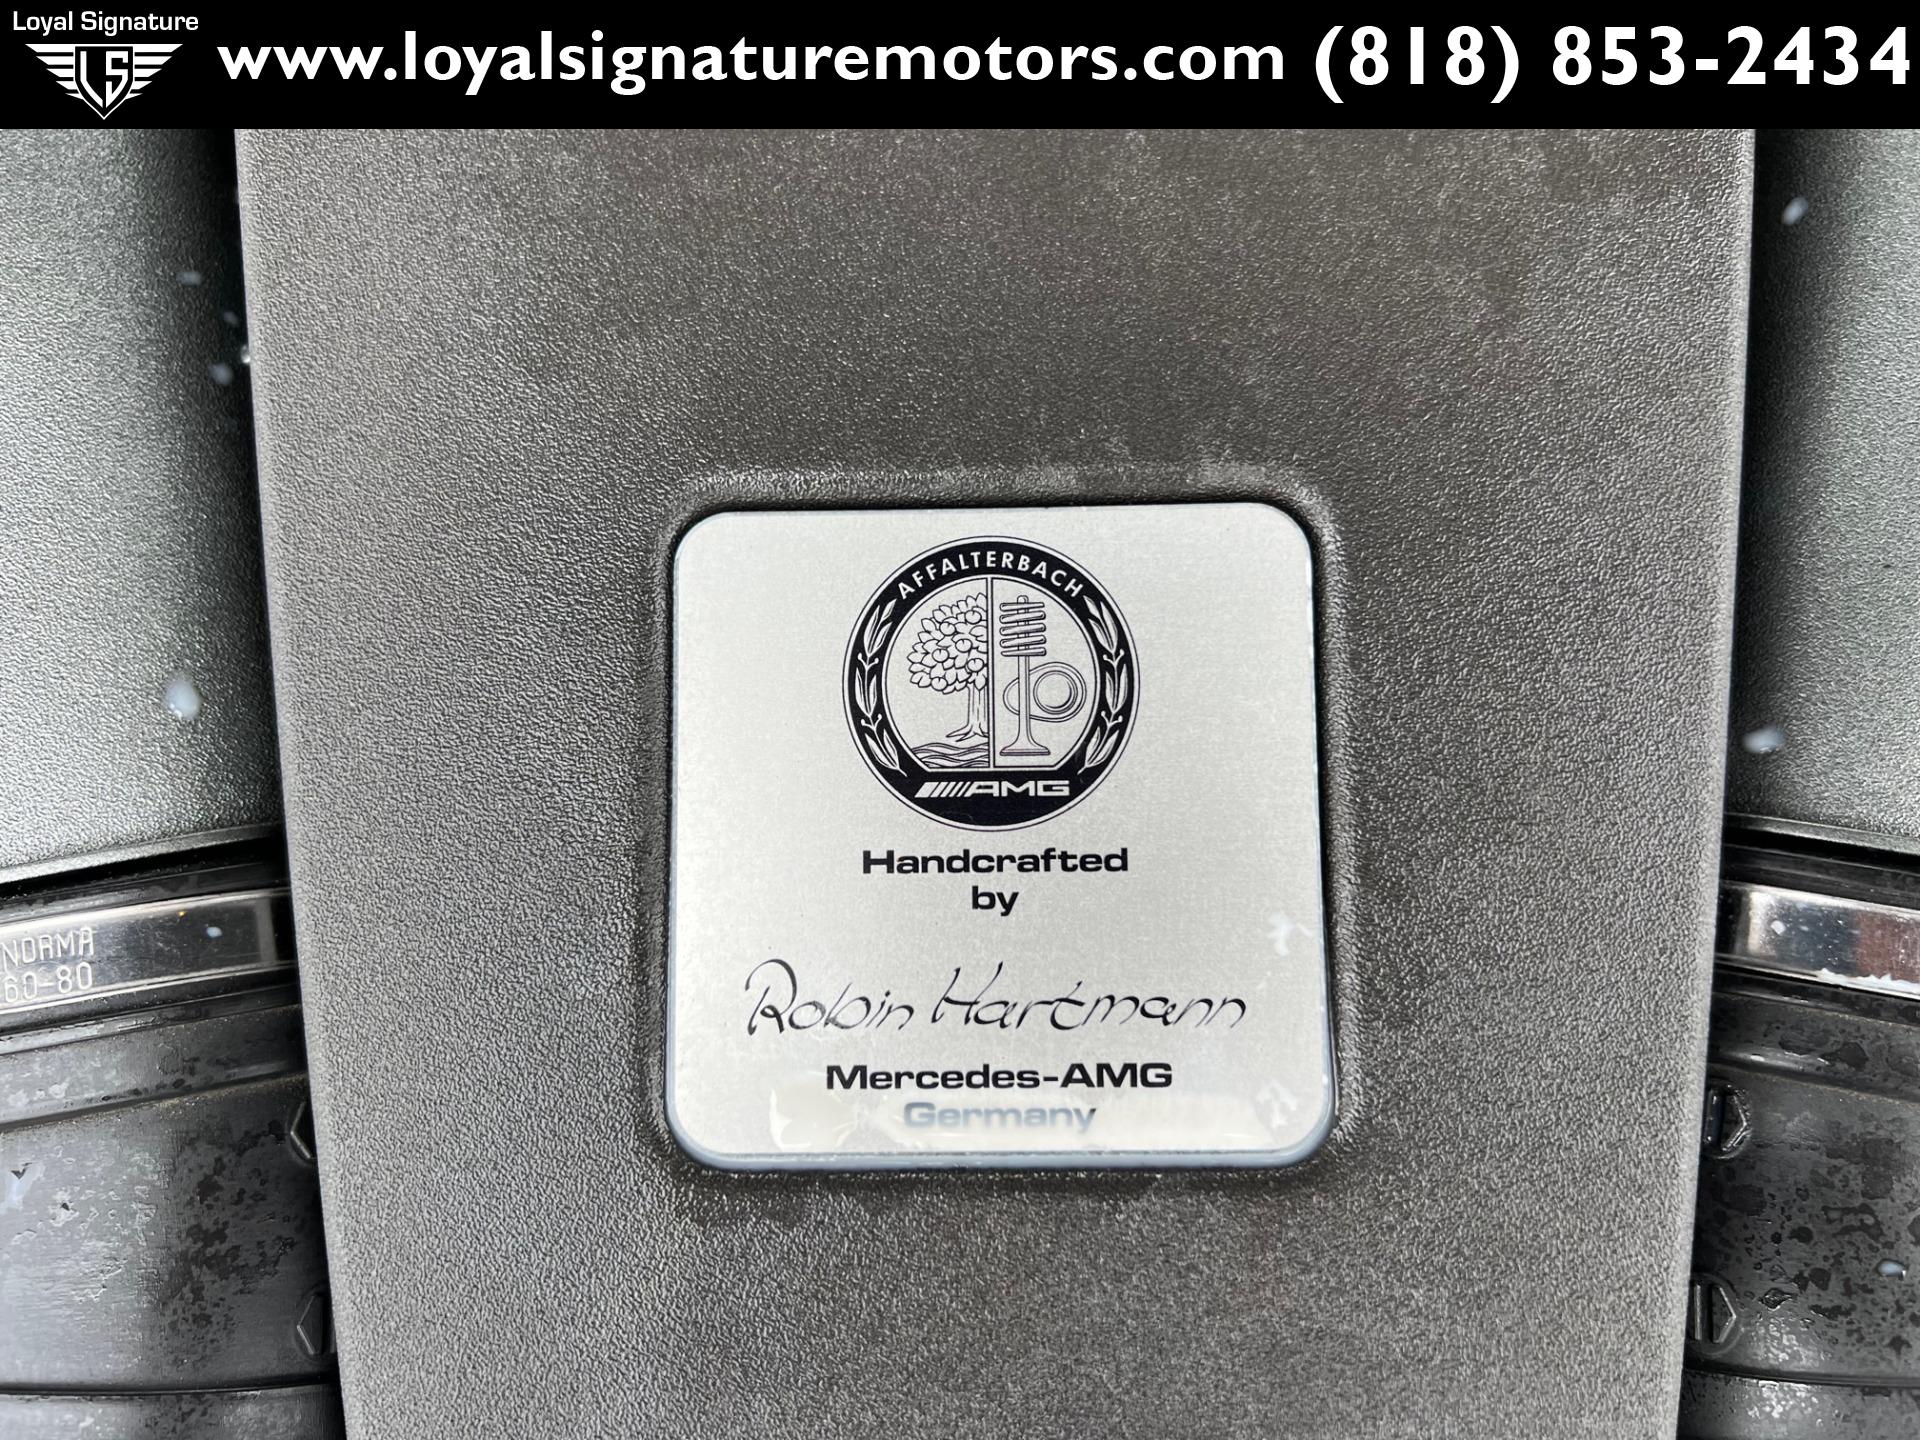 Loyal Signature
LS
www.loyalsignaturemotors.com (818) 853-2434
AFFALTERBACH
AMG
Handcrafted
by
Robin Hartmann
Mercedes-AMG
Germany
NORMA
60-80